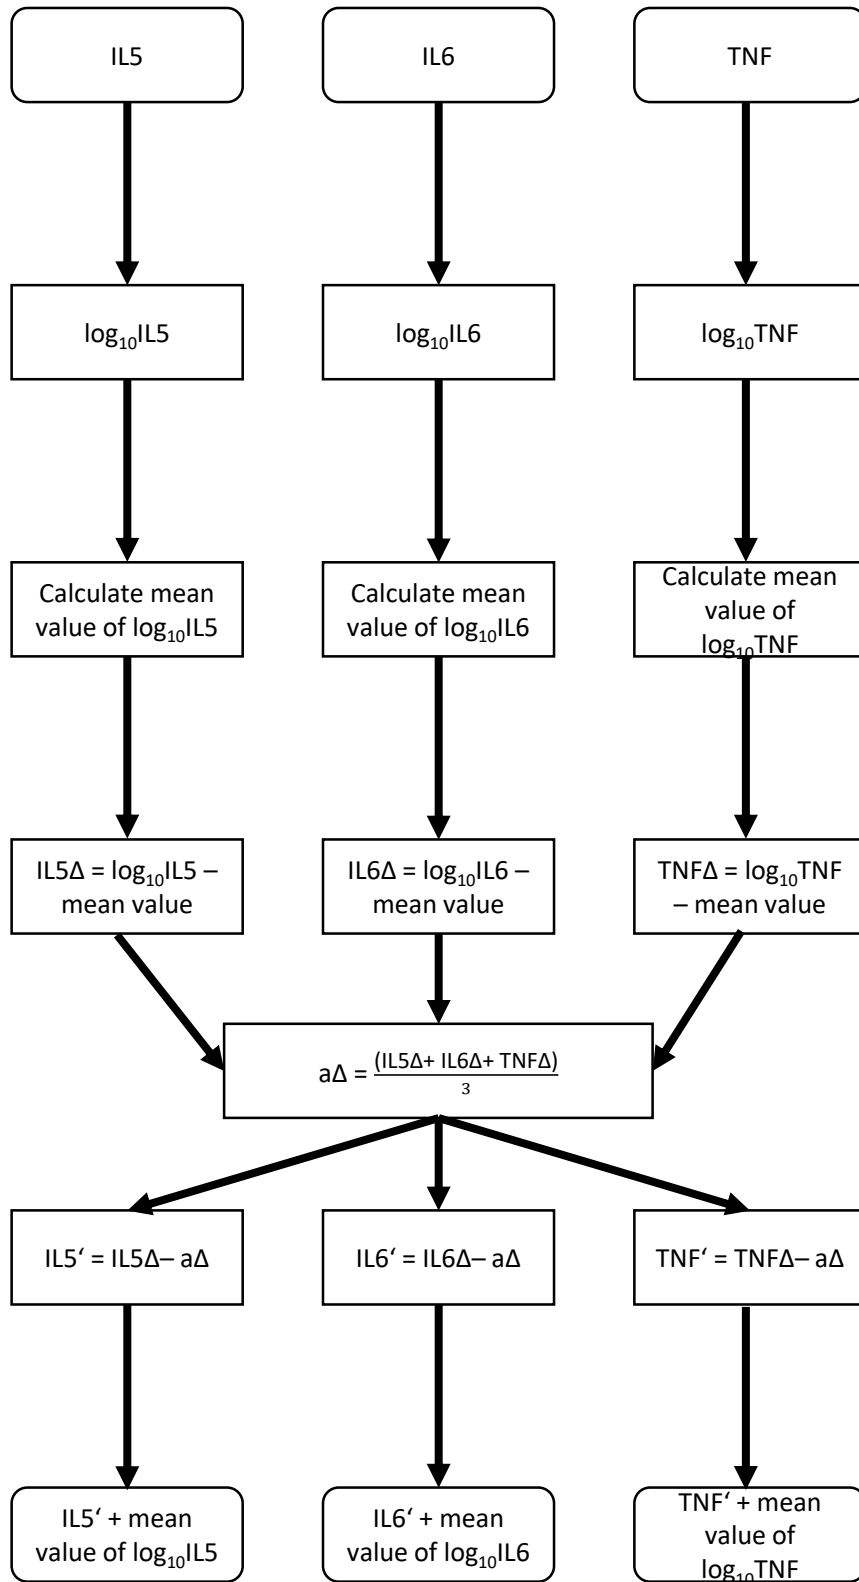 IL5
IL6
TNF
log₁₀IL5
log₁₀IL6
log₁₀TNF
Calculate mean
value of log₁₀IL5
Calculate mean
value of log₁₀IL6
Calculate mean
value of
log₁₀TNF
IL5Δ = log₁₀IL5 –
mean value
IL6Δ = log₁₀IL6 –
mean value
TNFΔ = log₁₀TNF
– mean value
aΔ = (IL5Δ+ IL6Δ+ TNFΔ)
3
IL5‘ = IL5Δ– aΔ
IL6‘ = IL6Δ– aΔ
TNF‘ = TNFΔ– aΔ
IL5‘ + mean
value of log₁₀IL5
IL6‘ + mean
value of log₁₀IL6
TNF‘ + mean
value of
log₁₀TNF